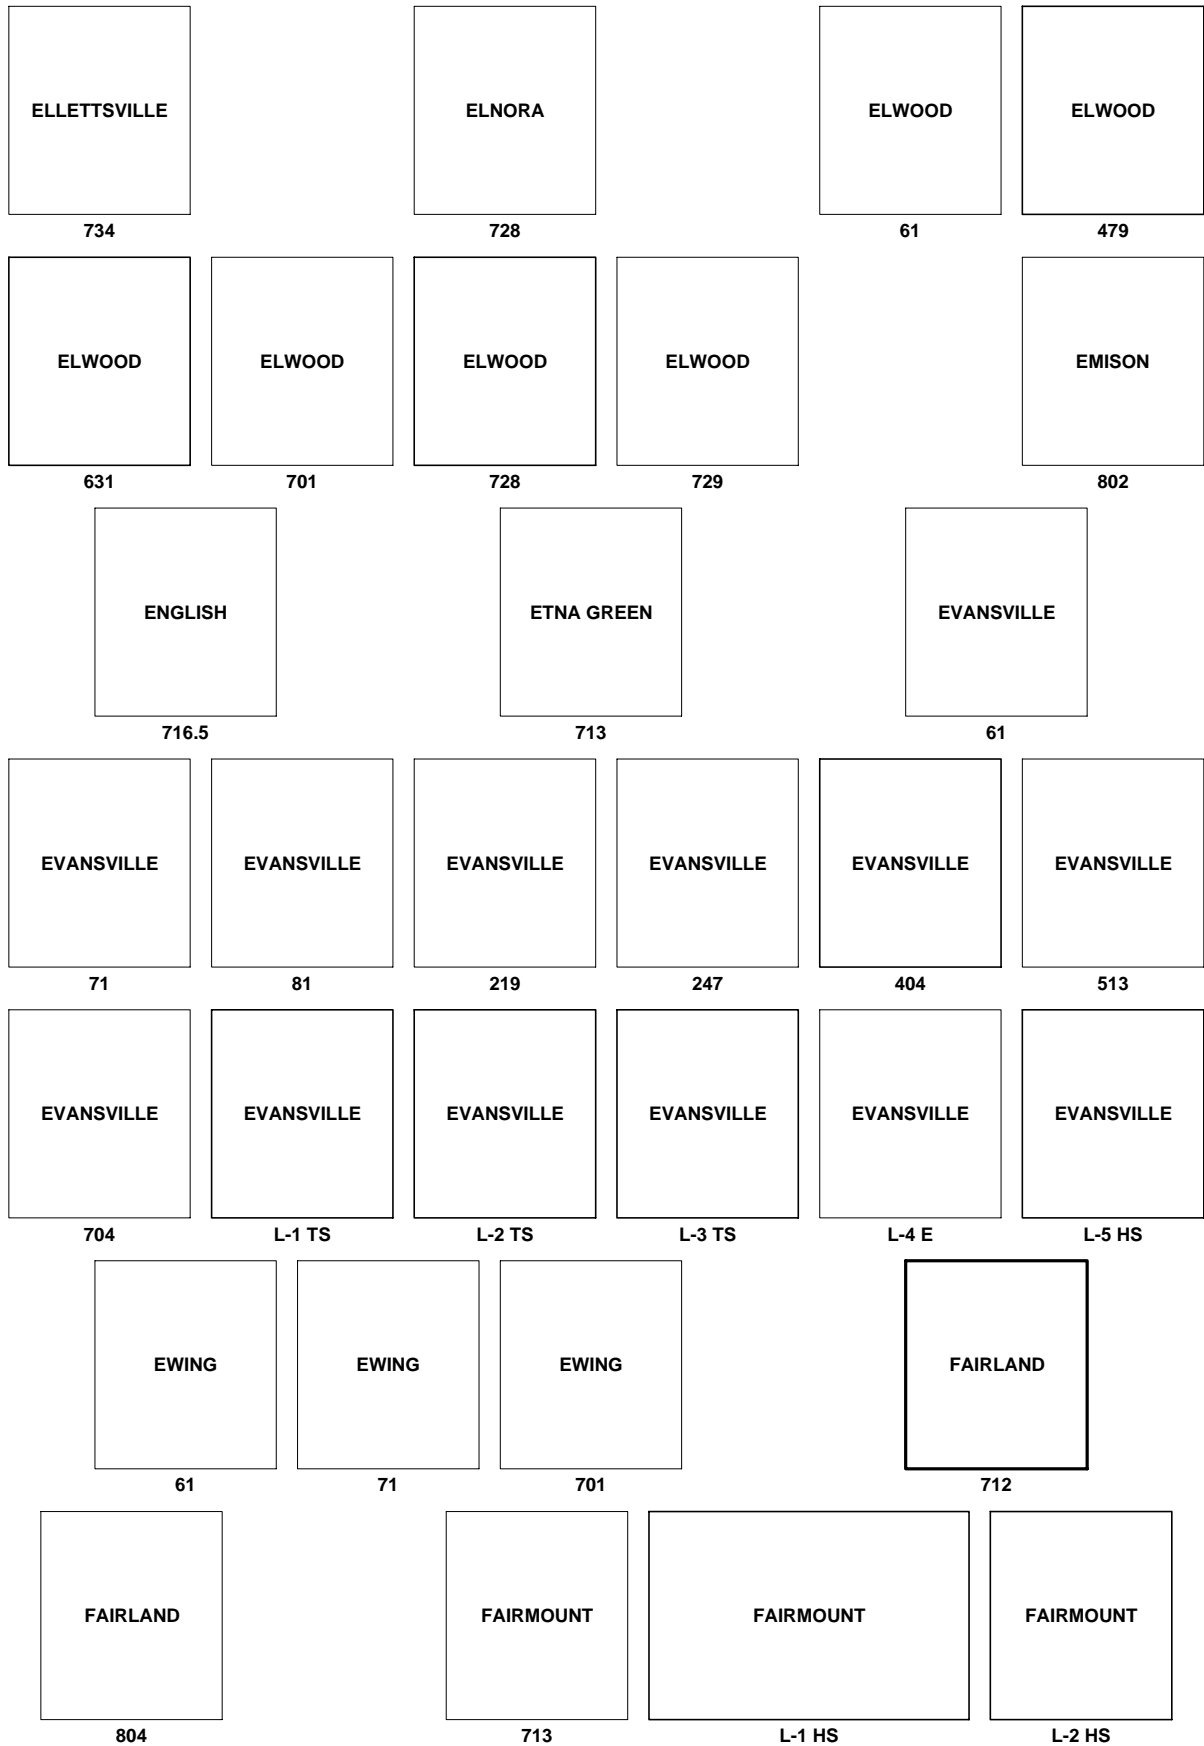 ELLETTSVILLE ELNORA ELWOOD ELWOOD
734 728 61 479
ELWOOD ELWOOD ELWOOD ELWOOD EMISON
631 701 728 729 802
ENGLISH ETNA GREEN EVANSVILLE
716.5 713 61
EVANSVILLE EVANSVILLE EVANSVILLE EVANSVILLE EVANSVILLE EVANSVILLE
71 81 219 247 404 513
EVANSVILLE EVANSVILLE EVANSVILLE EVANSVILLE EVANSVILLE EVANSVILLE
704 L-1 TS L-2 TS L-3 TS L-4 E L-5 HS
EWING EWING EWING FAIRLAND
61 71 701 712
FAIRLAND FAIRMOUNT FAIRMOUNT FAIRMOUNT
804 713 L-1 HS L-2 HS